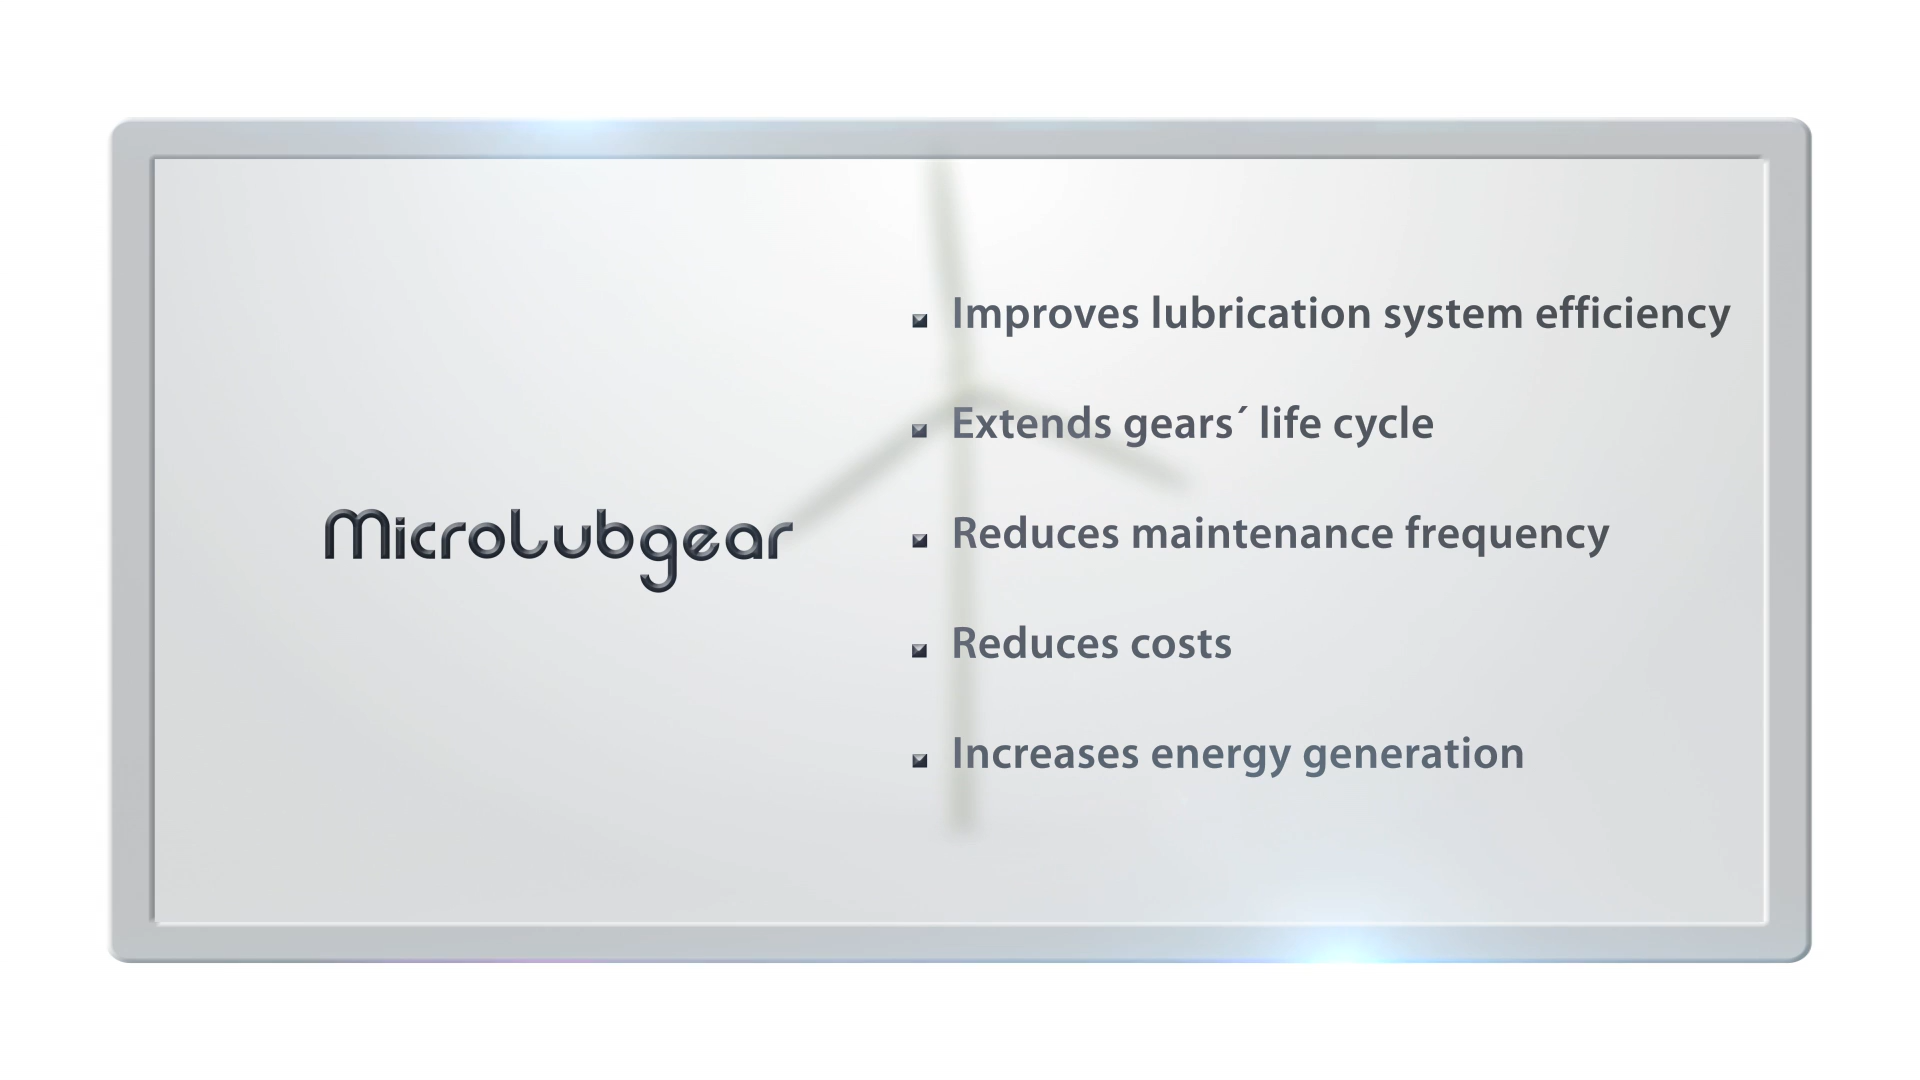 MicroLubgear
Improves lubrication system efficiency
Extends gears´ life cycle
Reduces maintenance frequency
Reduces costs
Increases energy generation